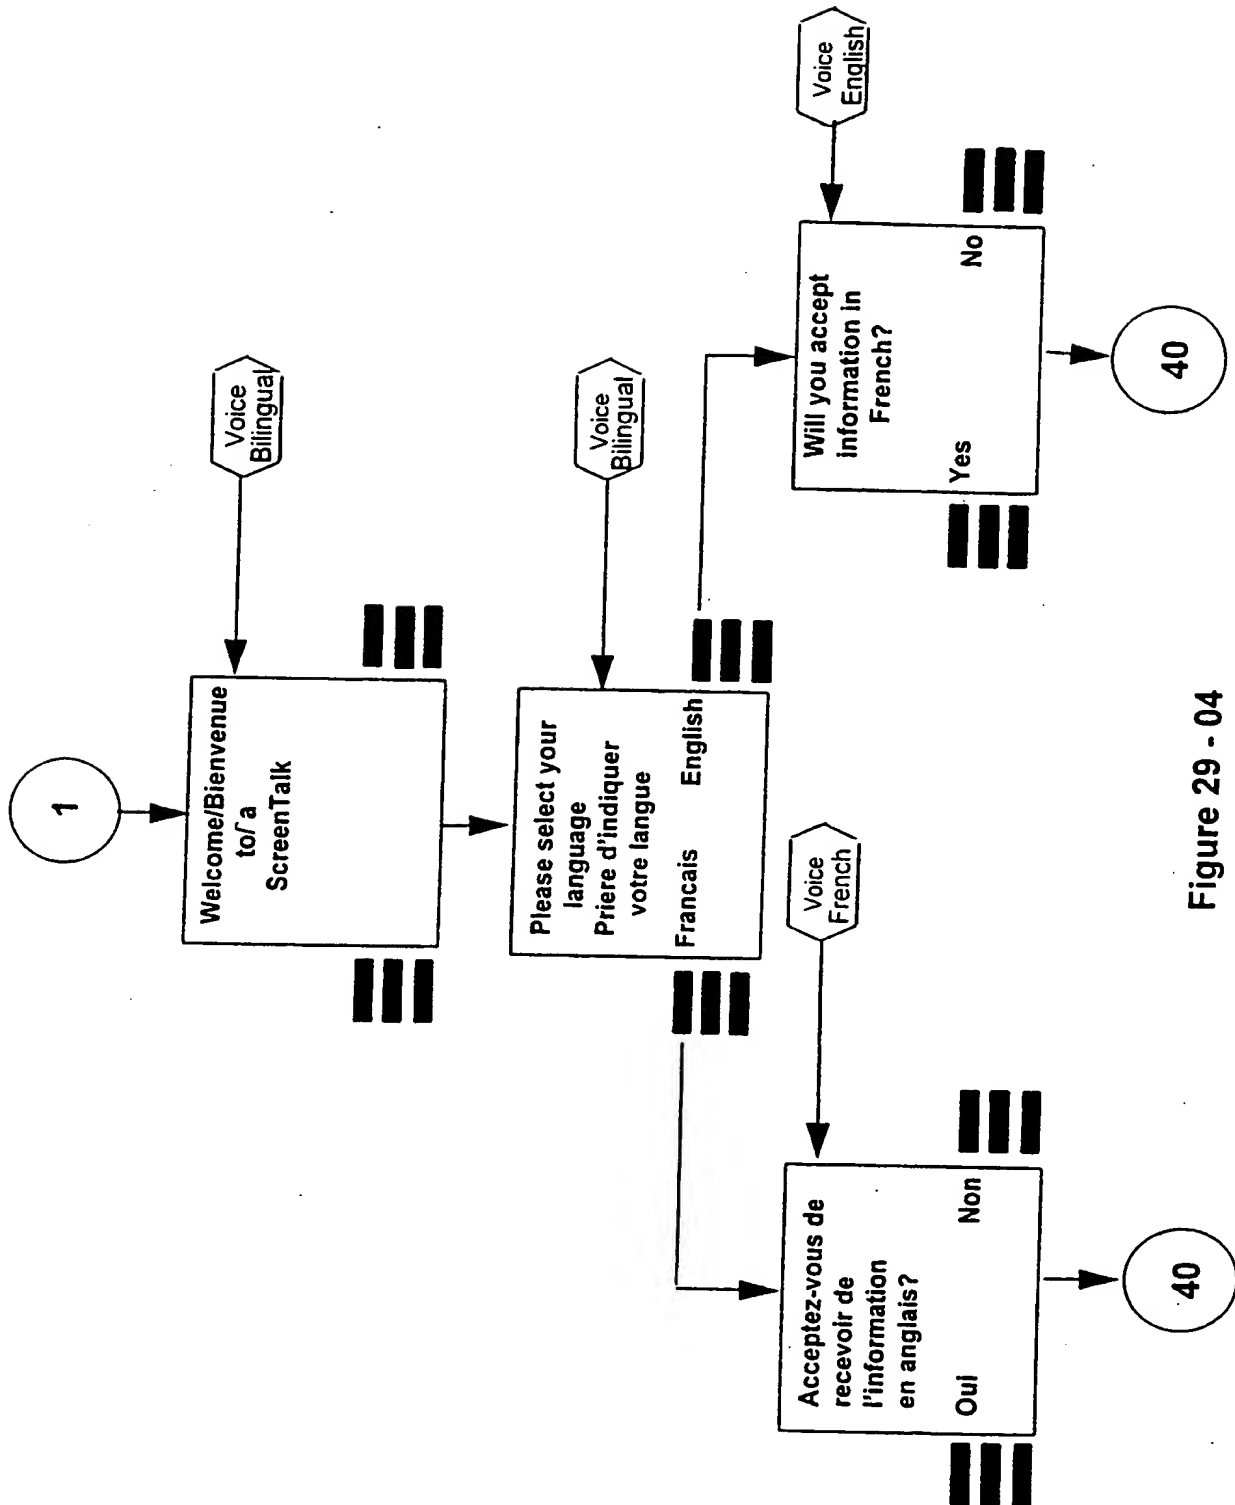 1
Welcome/Bienvenue
to/ a
ScreenTalk
Voice
Bilingual
Please select your
language
Priere d'indiquer
votre langue
Francais English
Voice
Bilingual
Acceptez-vous de
recevoir de
l'information
en anglais?
Oui Non
Voice
French
40
Will you accept
information in
French?
Yes No
Voice
English
40
Figure 29 - 04